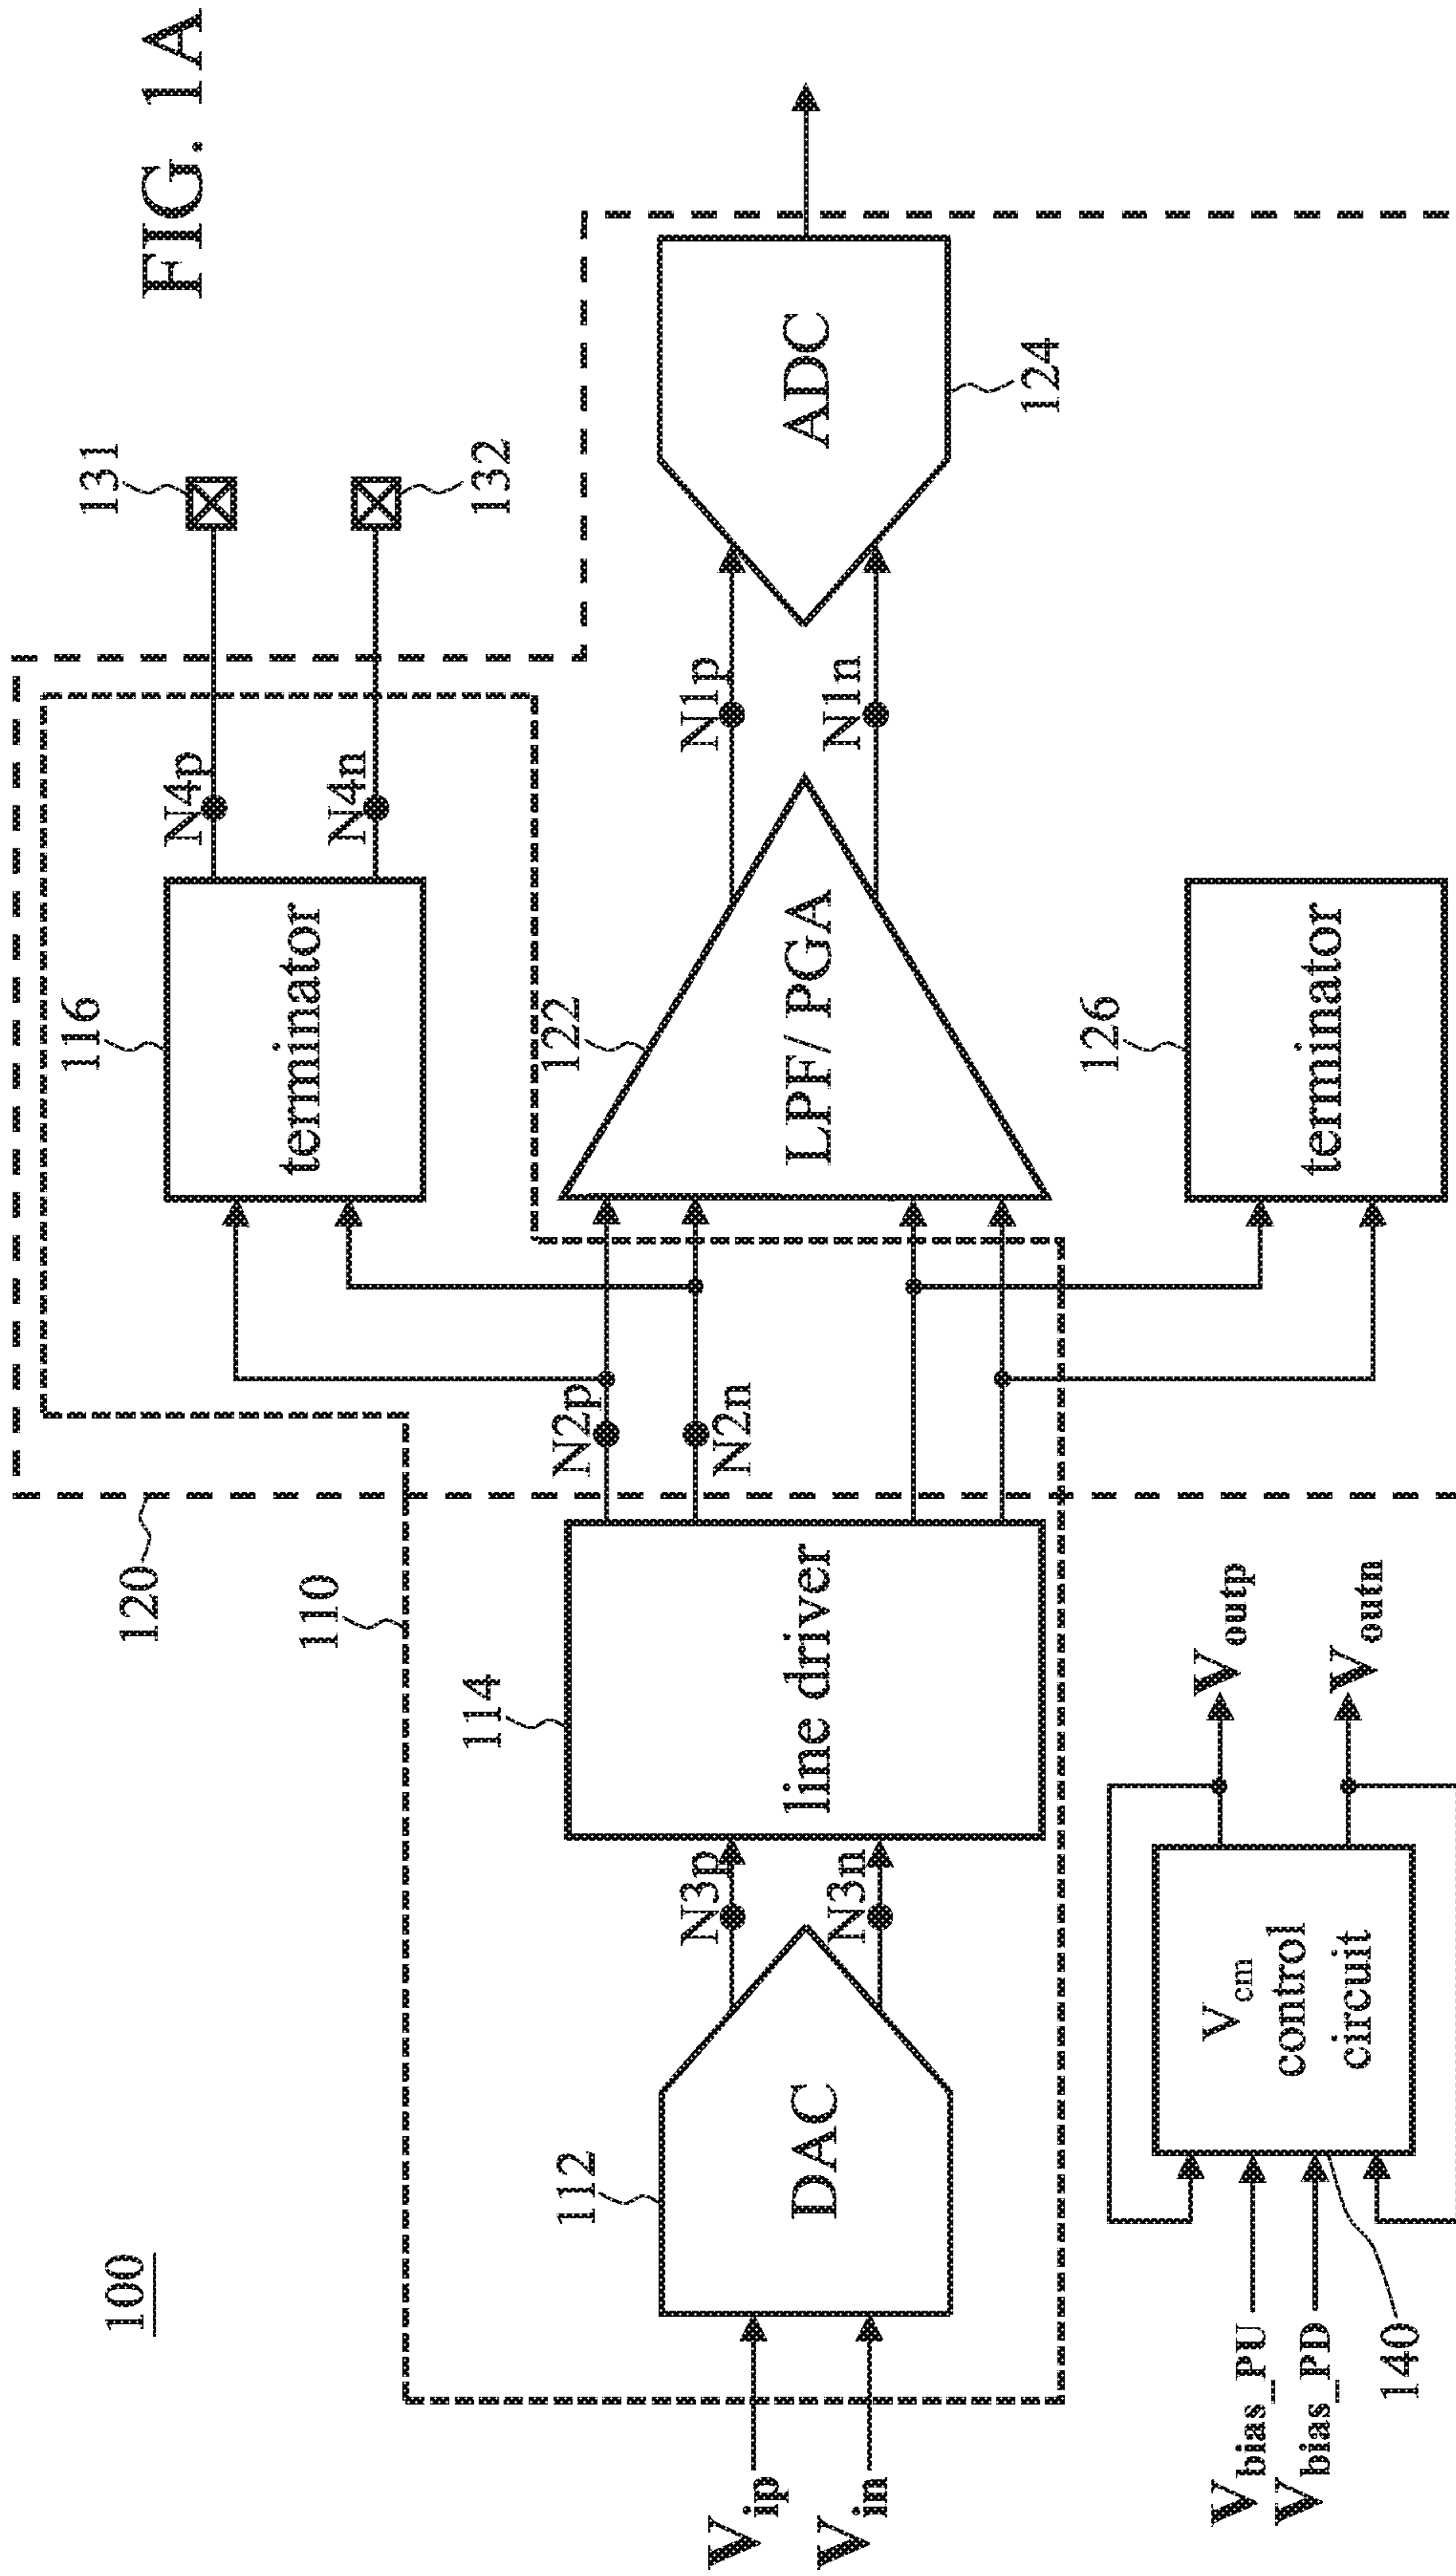 FIG. 1A
100
120
110
116
terminator
N4p
N4n
131
132
Vip
Vin
112
DAC
N3p
N3n
114
line driver
N2p
N2n
122
LPF/ PGA
N1p
N1n
ADC
124
126
terminator
Vbias_PU
Vbias_PD
140
Vcm
control
circuit
Voutp
Voutn